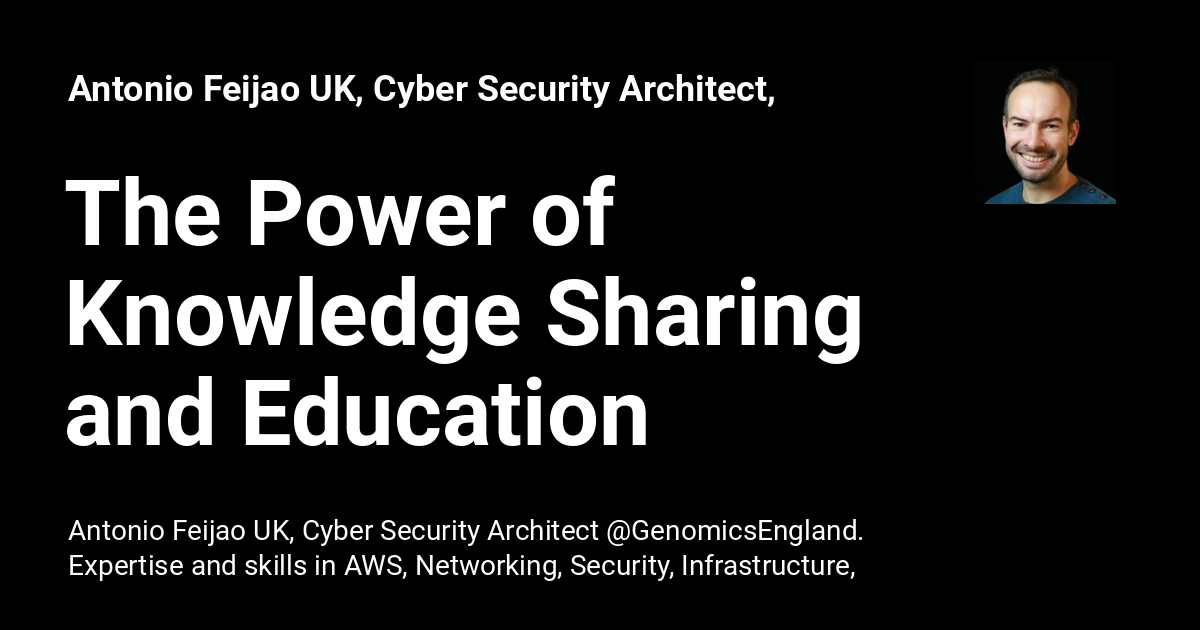 Antonio Feijao UK, Cyber Security Architect,
The Power of
Knowledge Sharing
and Education
Antonio Feijao UK, Cyber Security Architect @GenomicsEngland.
Expertise and skills in AWS, Networking, Security, Infrastructure,